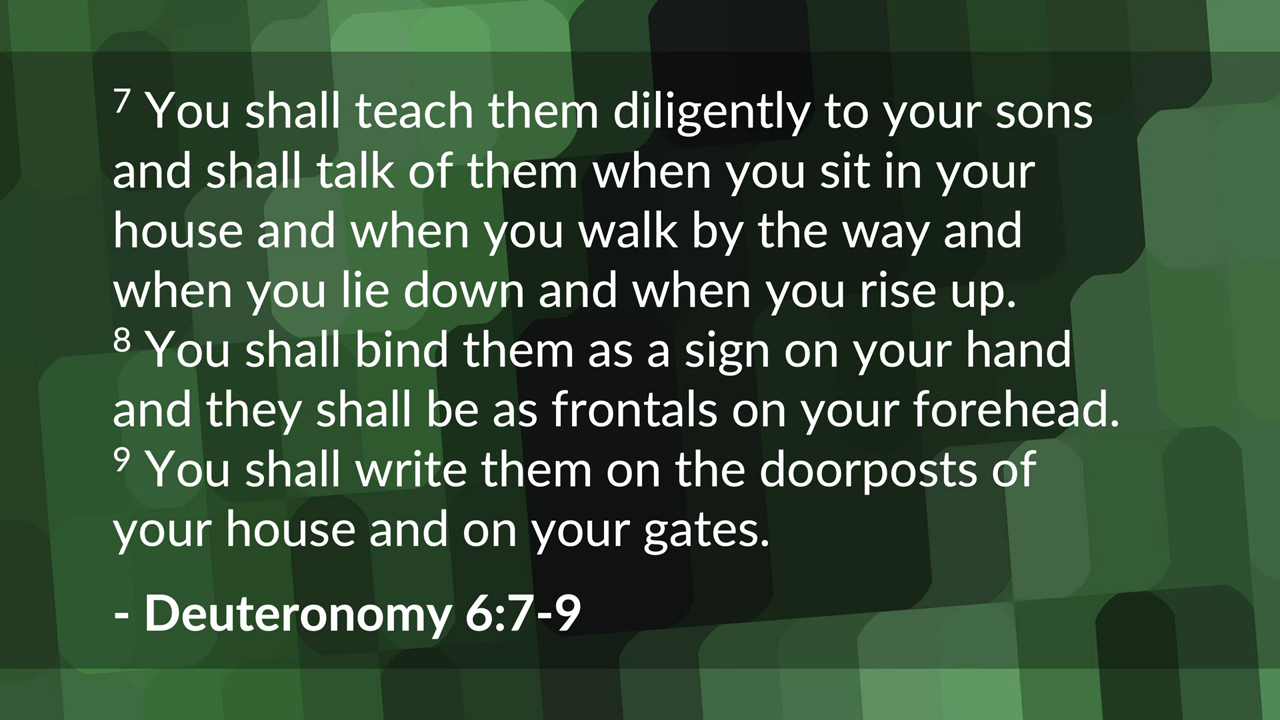 7 You shall teach them diligently to your sons
and shall talk of them when you sit in your
house and when you walk by the way and
when you lie down and when you rise up.
8 You shall bind them as a sign on your hand
and they shall be as frontals on your forehead.
9 You shall write them on the doorposts of
your house and on your gates.
- Deuteronomy 6:7-9